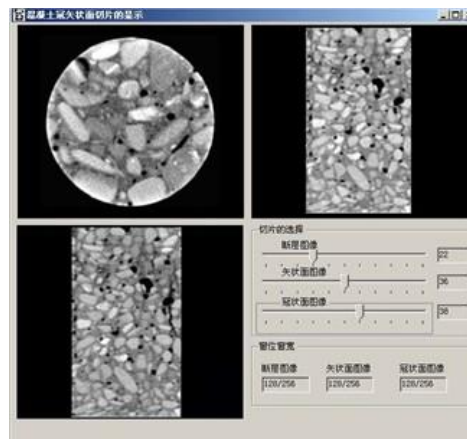 混凝土冠矢状面切片的显示
切片的选择
断层图像
22
矢状面图像
36
冠状面图像
38
窗位窗宽
断层图像 矢状面图像 冠状面图像
128/256 128/256 128/256